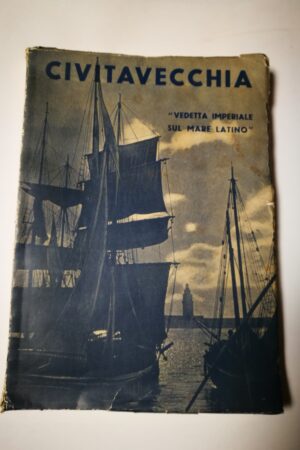 CIVITAVECCHIA
"VEDETTA IMPERIALE
SUL MARE LATINO"